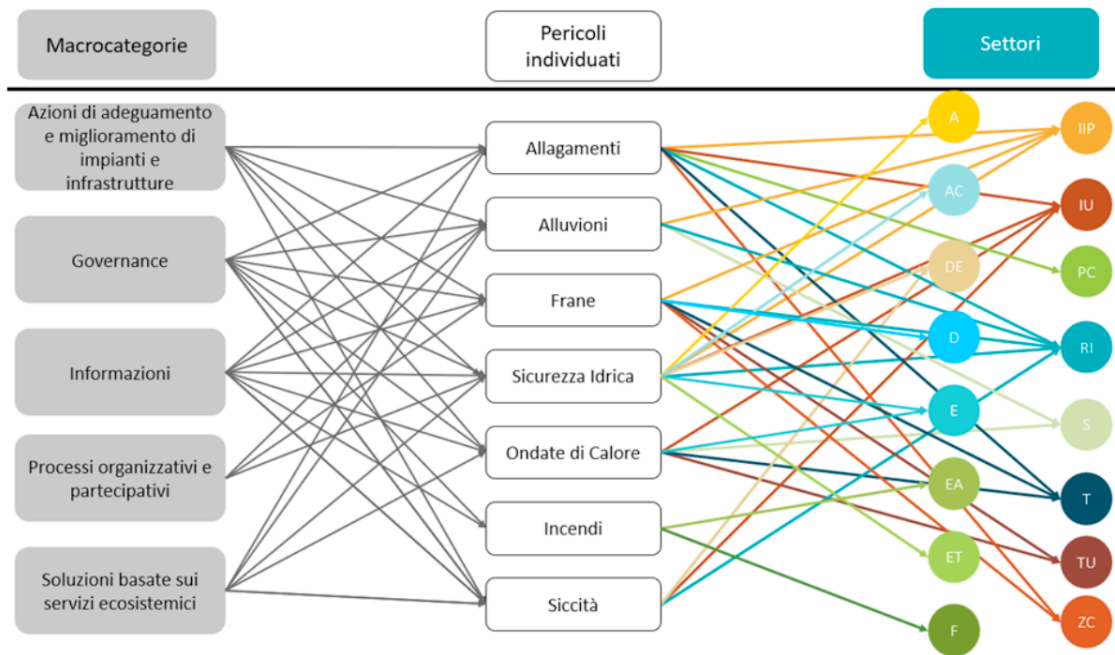 Macrocategorie
Pericoli
individuati
Settori
Azioni di adeguamento
e miglioramento di
impianti e
infrastrutture
Governance
Informazioni
Processi organizzativi e
partecipativi
Soluzioni basate sui
servizi ecosistemici
Allagamenti
Alluvioni
Frane
Sicurezza Idrica
Ondate di Calore
Incendi
Siccità
A
AC
DE
D
E
EA
ET
F
IIP
IU
PC
RI
S
T
TU
ZC